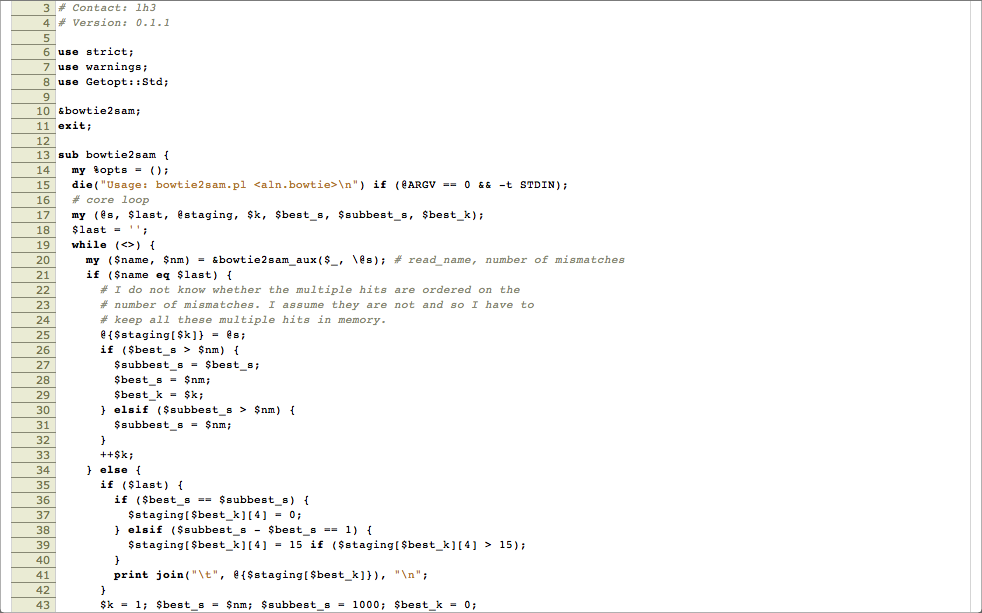 3 # Contact: lh3
4 # Version: 0.1.1
5
6 use strict;
7 use warnings;
8 use Getopt::Std;
9
10 &bowtie2sam;
11 exit;
12
13 sub bowtie2sam {
14   my %opts = ();
15   die("Usage: bowtie2sam.pl <aln.bowtie>\n") if (@ARGV == 0 && -t STDIN);
16   # core loop
17   my (@s, $last, @staging, $k, $best_s, $subbest_s, $best_k);
18   $last = '';
19   while (<>) {
20     my ($name, $nm) = &bowtie2sam_aux($_, \@s); # read_name, number of mismatches
21     if ($name eq $last) {
22       # I do not know whether the multiple hits are ordered on the
23       # number of mismatches. I assume they are not and so I have to
24       # keep all these multiple hits in memory.
25       @{$staging[$k]} = @s;
26       if ($best_s > $nm) {
27         $subbest_s = $best_s;
28         $best_s = $nm;
29         $best_k = $k;
30       } elsif ($subbest_s > $nm) {
31         $subbest_s = $nm;
32       }
33       ++$k;
34     } else {
35       if ($last) {
36         if ($best_s == $subbest_s) {
37           $staging[$best_k][4] = 0;
38         } elsif ($subbest_s - $best_s == 1) {
39           $staging[$best_k][4] = 15 if ($staging[$best_k][4] > 15);
40         }
41         print join("\t", @{$staging[$best_k]}), "\n";
42       }
43       $k = 1; $best_s = $nm; $subbest_s = 1000; $best_k = 0;